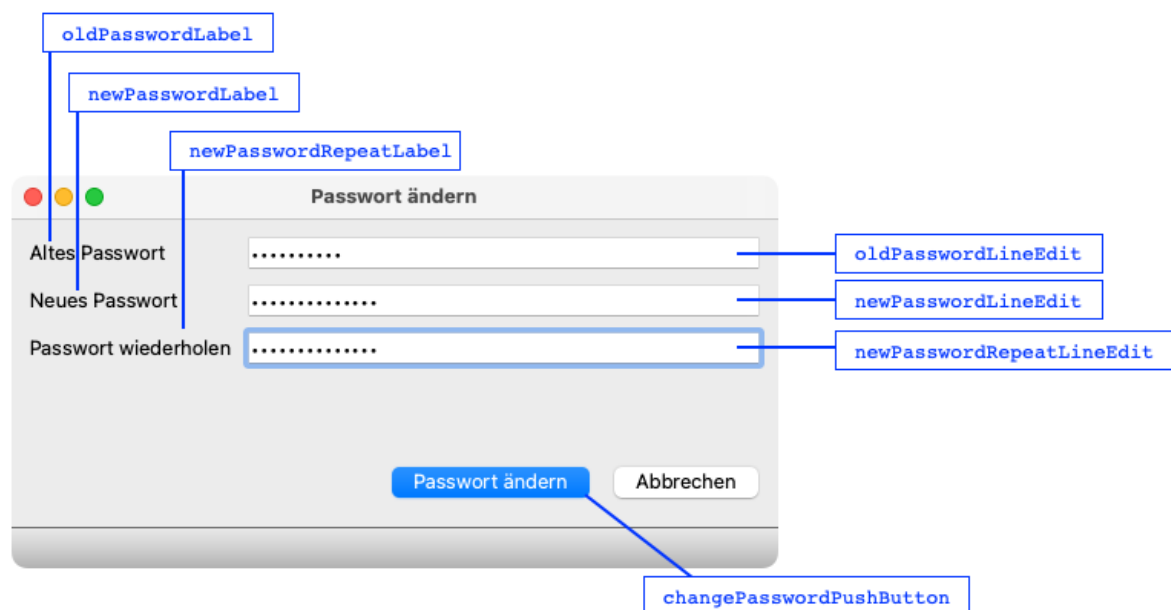 oldPasswordLabel
newPasswordLabel
newPasswordRepeatLabel
Passwort ändern
Altes Passwort
oldPasswordLineEdit
Neues Passwort
newPasswordLineEdit
Passwort wiederholen
newPasswordRepeatLineEdit
Passwort ändern
Abbrechen
changePasswordPushButton